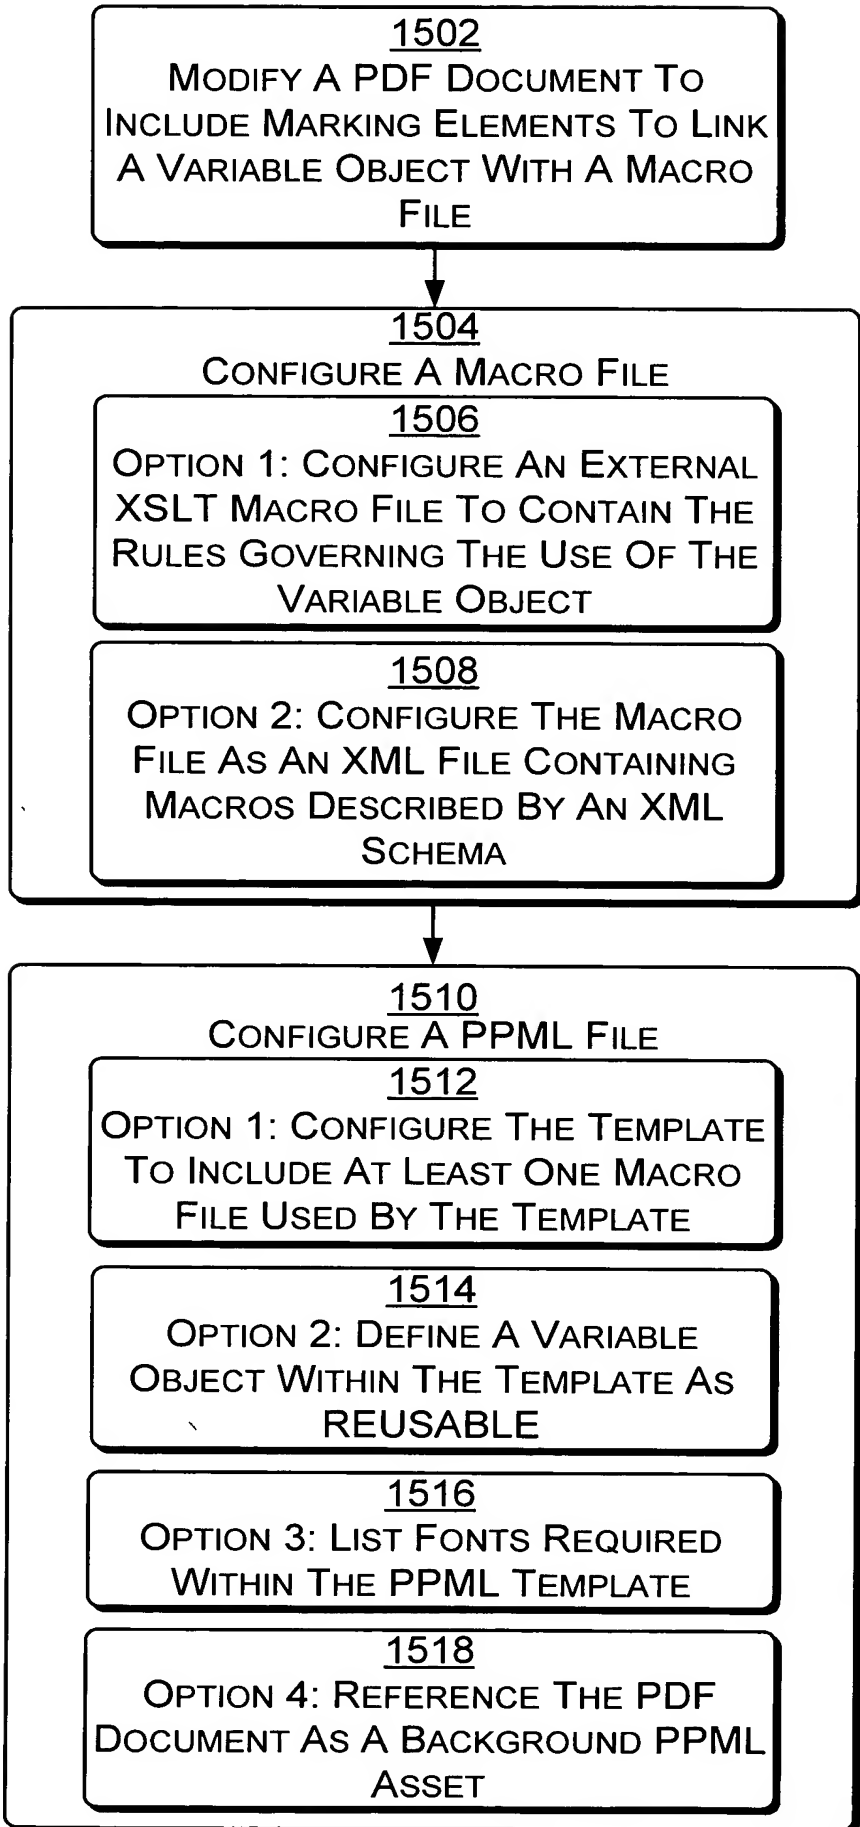 1502
MODIFY A PDF DOCUMENT TO
INCLUDE MARKING ELEMENTS TO LINK
A VARIABLE OBJECT WITH A MACRO
FILE
1504
CONFIGURE A MACRO FILE
1506
OPTION 1: CONFIGURE AN EXTERNAL
XSLT MACRO FILE TO CONTAIN THE
RULES GOVERNING THE USE OF THE
VARIABLE OBJECT
1508
OPTION 2: CONFIGURE THE MACRO
FILE AS AN XML FILE CONTAINING
MACROS DESCRIBED BY AN XML
SCHEMA
1510
CONFIGURE A PPML FILE
1512
OPTION 1: CONFIGURE THE TEMPLATE
TO INCLUDE AT LEAST ONE MACRO
FILE USED BY THE TEMPLATE
1514
OPTION 2: DEFINE A VARIABLE
OBJECT WITHIN THE TEMPLATE AS
REUSABLE
1516
OPTION 3: LIST FONTS REQUIRED
WITHIN THE PPML TEMPLATE
1518
OPTION 4: REFERENCE THE PDF
DOCUMENT AS A BACKGROUND PPML
ASSET